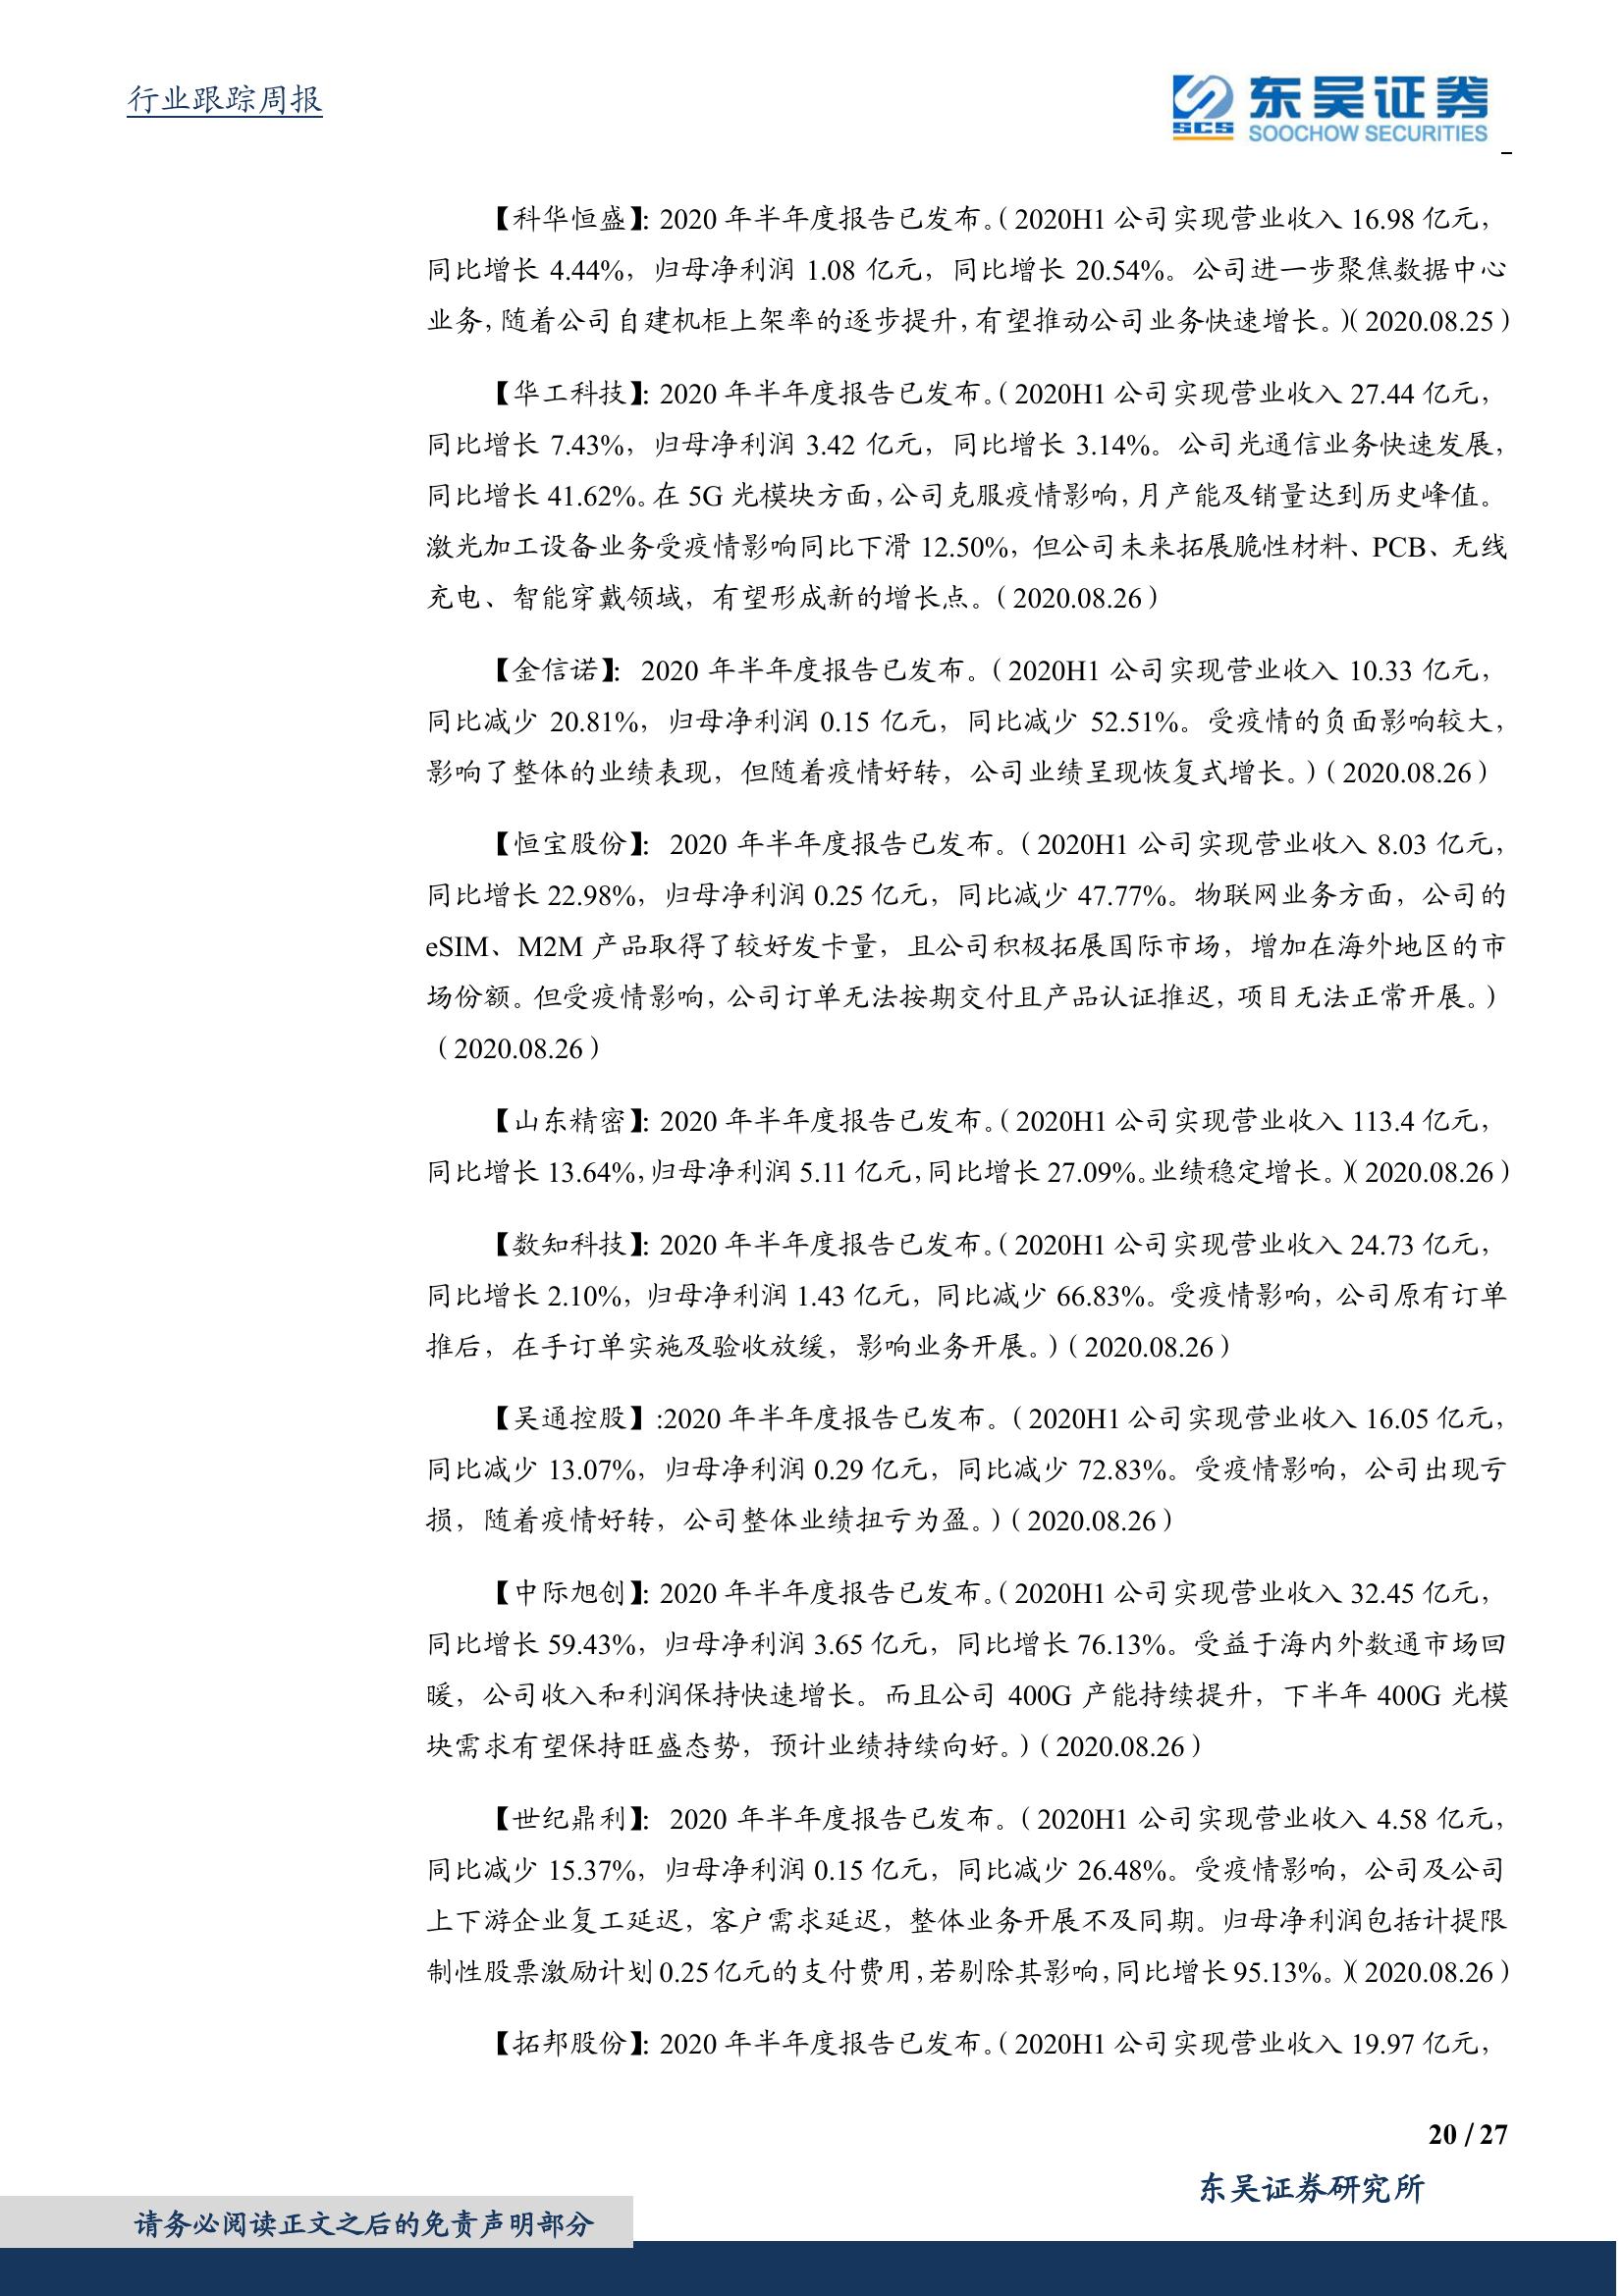 行业跟踪周报
东吴证券
SCS
SOOCHOW SECURITIES
【科华恒盛】：2020 年半年度报告已发布。（2020H1 公司实现营业收入 16.98 亿元，
同比增长 4.44%，归母净利润 1.08 亿元，同比增长 20.54%。公司进一步聚焦数据中心
业务，随着公司自建机柜上架率的逐步提升，有望推动公司业务快速增长。）（2020.08.25）
【华工科技】：2020 年半年度报告已发布。（2020H1 公司实现营业收入 27.44 亿元，
同比增长 7.43%，归母净利润 3.42 亿元，同比增长 3.14%。公司光通信业务快速发展，
同比增长 41.62%。在 5G 光模块方面，公司克服疫情影响，月产能及销量达到历史峰值。
激光加工设备业务受疫情影响同比下滑 12.50%，但公司未来拓展脆性材料、PCB、无线
充电、智能穿戴领域，有望形成新的增长点。（2020.08.26）
【金信诺】： 2020 年半年度报告已发布。（2020H1 公司实现营业收入 10.33 亿元，
同比减少 20.81%，归母净利润 0.15 亿元，同比减少 52.51%。受疫情的负面影响较大，
影响了整体的业绩表现，但随着疫情好转，公司业绩呈现恢复式增长。）（2020.08.26）
【恒宝股份】： 2020 年半年度报告已发布。（2020H1 公司实现营业收入 8.03 亿元，
同比增长 22.98%，归母净利润 0.25 亿元，同比减少 47.77%。物联网业务方面，公司的
eSIM、M2M 产品取得了较好发卡量，且公司积极拓展国际市场，增加在海外地区的市
场份额。但受疫情影响，公司订单无法按期交付且产品认证推迟，项目无法正常开展。）
（2020.08.26）
【山东精密】：2020 年半年度报告已发布。（2020H1 公司实现营业收入 113.4 亿元，
同比增长 13.64%，归母净利润 5.11 亿元，同比增长 27.09%。业绩稳定增长。）（2020.08.26）
【数知科技】：2020 年半年度报告已发布。（2020H1 公司实现营业收入 24.73 亿元，
同比增长 2.10%，归母净利润 1.43 亿元，同比减少 66.83%。受疫情影响，公司原有订单
推后，在手订单实施及验收放缓，影响业务开展。）（2020.08.26）
【吴通控股】:2020 年半年度报告已发布。（2020H1 公司实现营业收入 16.05 亿元，
同比减少 13.07%，归母净利润 0.29 亿元，同比减少 72.83%。受疫情影响，公司出现亏
损，随着疫情好转，公司整体业绩扭亏为盈。）（2020.08.26）
【中际旭创】：2020 年半年度报告已发布。（2020H1 公司实现营业收入 32.45 亿元，
同比增长 59.43%，归母净利润 3.65 亿元，同比增长 76.13%。受益于海内外数通市场回
暖，公司收入和利润保持快速增长。而且公司 400G 产能持续提升，下半年 400G 光模
块需求有望保持旺盛态势，预计业绩持续向好。）（2020.08.26）
【世纪鼎利】： 2020 年半年度报告已发布。（2020H1 公司实现营业收入 4.58 亿元，
同比减少 15.37%，归母净利润 0.15 亿元，同比减少 26.48%。受疫情影响，公司及公司
上下游企业复工延迟，客户需求延迟，整体业务开展不及同期。归母净利润包括计提限
制性股票激励计划 0.25 亿元的支付费用，若剔除其影响，同比增长 95.13%。）（2020.08.26）
【拓邦股份】：2020 年半年度报告已发布。（2020H1 公司实现营业收入 19.97 亿元，
20 / 27
东吴证券研究所
请务必阅读正文之后的免责声明部分